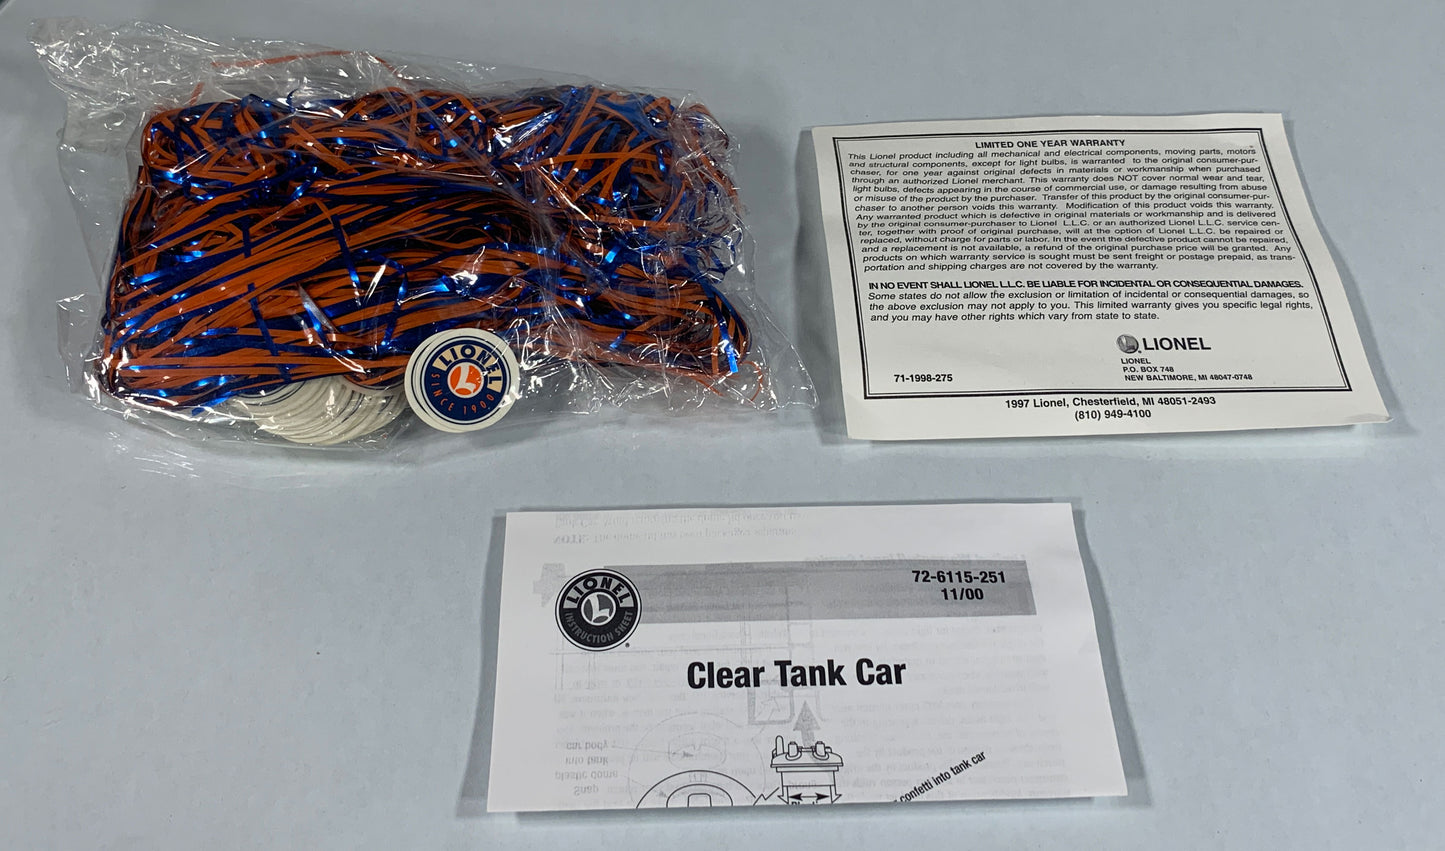 LIONEL
SINCE 1900
LIMITED ONE YEAR WARRANTY
This Lionel product including all mechanical and electrical components, moving parts, motors
and structural components, except for light bulbs, is warranted to the original consumer-pur-
chaser, for one year against original defects in materials or workmanship when purchased
through an authorized Lionel merchant. This warranty does NOT cover normal wear and tear,
light bulbs, defects appearing in the course of commercial use, or damage resulting from abuse
or misuse of the product by the purchaser. Transfer of this product by the original consumer-pur-
chaser to another person voids this warranty. Modification of this product voids this warranty.
Any warranted product which is defective in original materials or workmanship and is delivered
by the original consumer-purchaser to Lionel L.L.C. or an authorized Lionel L.L.C. service cen-
ter, together with proof of original purchase, will at the option of Lionel L.L.C. be repaired or
replaced, without charge for parts or labor. In the event the defective product cannot be repaired,
and a replacement is not available, a refund of the original purchase price will be granted. Any
products on which warranty service is sought must be sent freight or postage prepaid, as trans-
portation and shipping charges are not covered by the warranty.
IN NO EVENT SHALL LIONEL L.L.C. BE LIABLE FOR INCIDENTAL OR CONSEQUENTIAL DAMAGES.
Some states do not allow the exclusion or limitation of incidental or consequential damages, so
the above exclusion may not apply to you. This limited warranty gives you specific legal rights,
and you may have other rights which vary from state to state.
LIONEL
LIONEL
P.O. BOX 748
NEW BALTIMORE, MI 48047-0748
71-1998-275
1997 Lionel, Chesterfield, MI 48051-2493
(810) 949-4100
LIONEL
INSTRUCTION SHEET
72-6115-251
11/00
Clear Tank Car
confetti into tank car